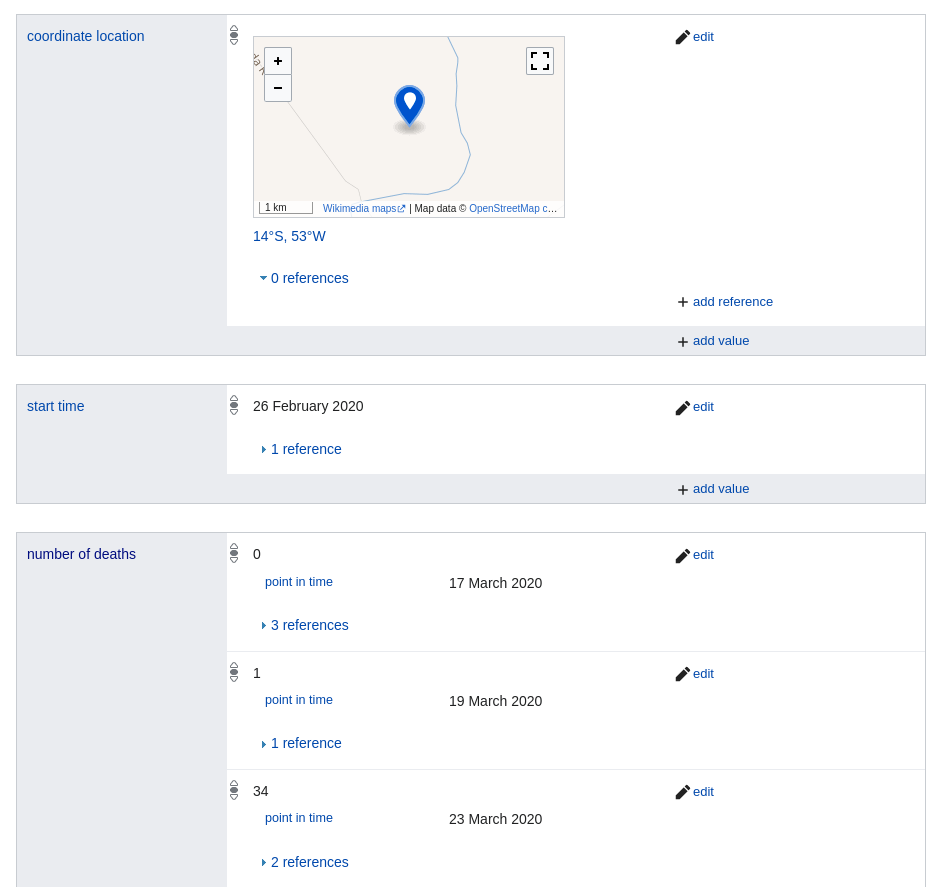 coordinate location
edit
+
−
1 km
Wikimedia maps | Map data © OpenStreetMap c…
14°S, 53°W
0 references
+ add reference
+ add value
start time
26 February 2020
edit
1 reference
+ add value
number of deaths
0
edit
point in time 17 March 2020
3 references
1
edit
point in time 19 March 2020
1 reference
34
edit
point in time 23 March 2020
2 references